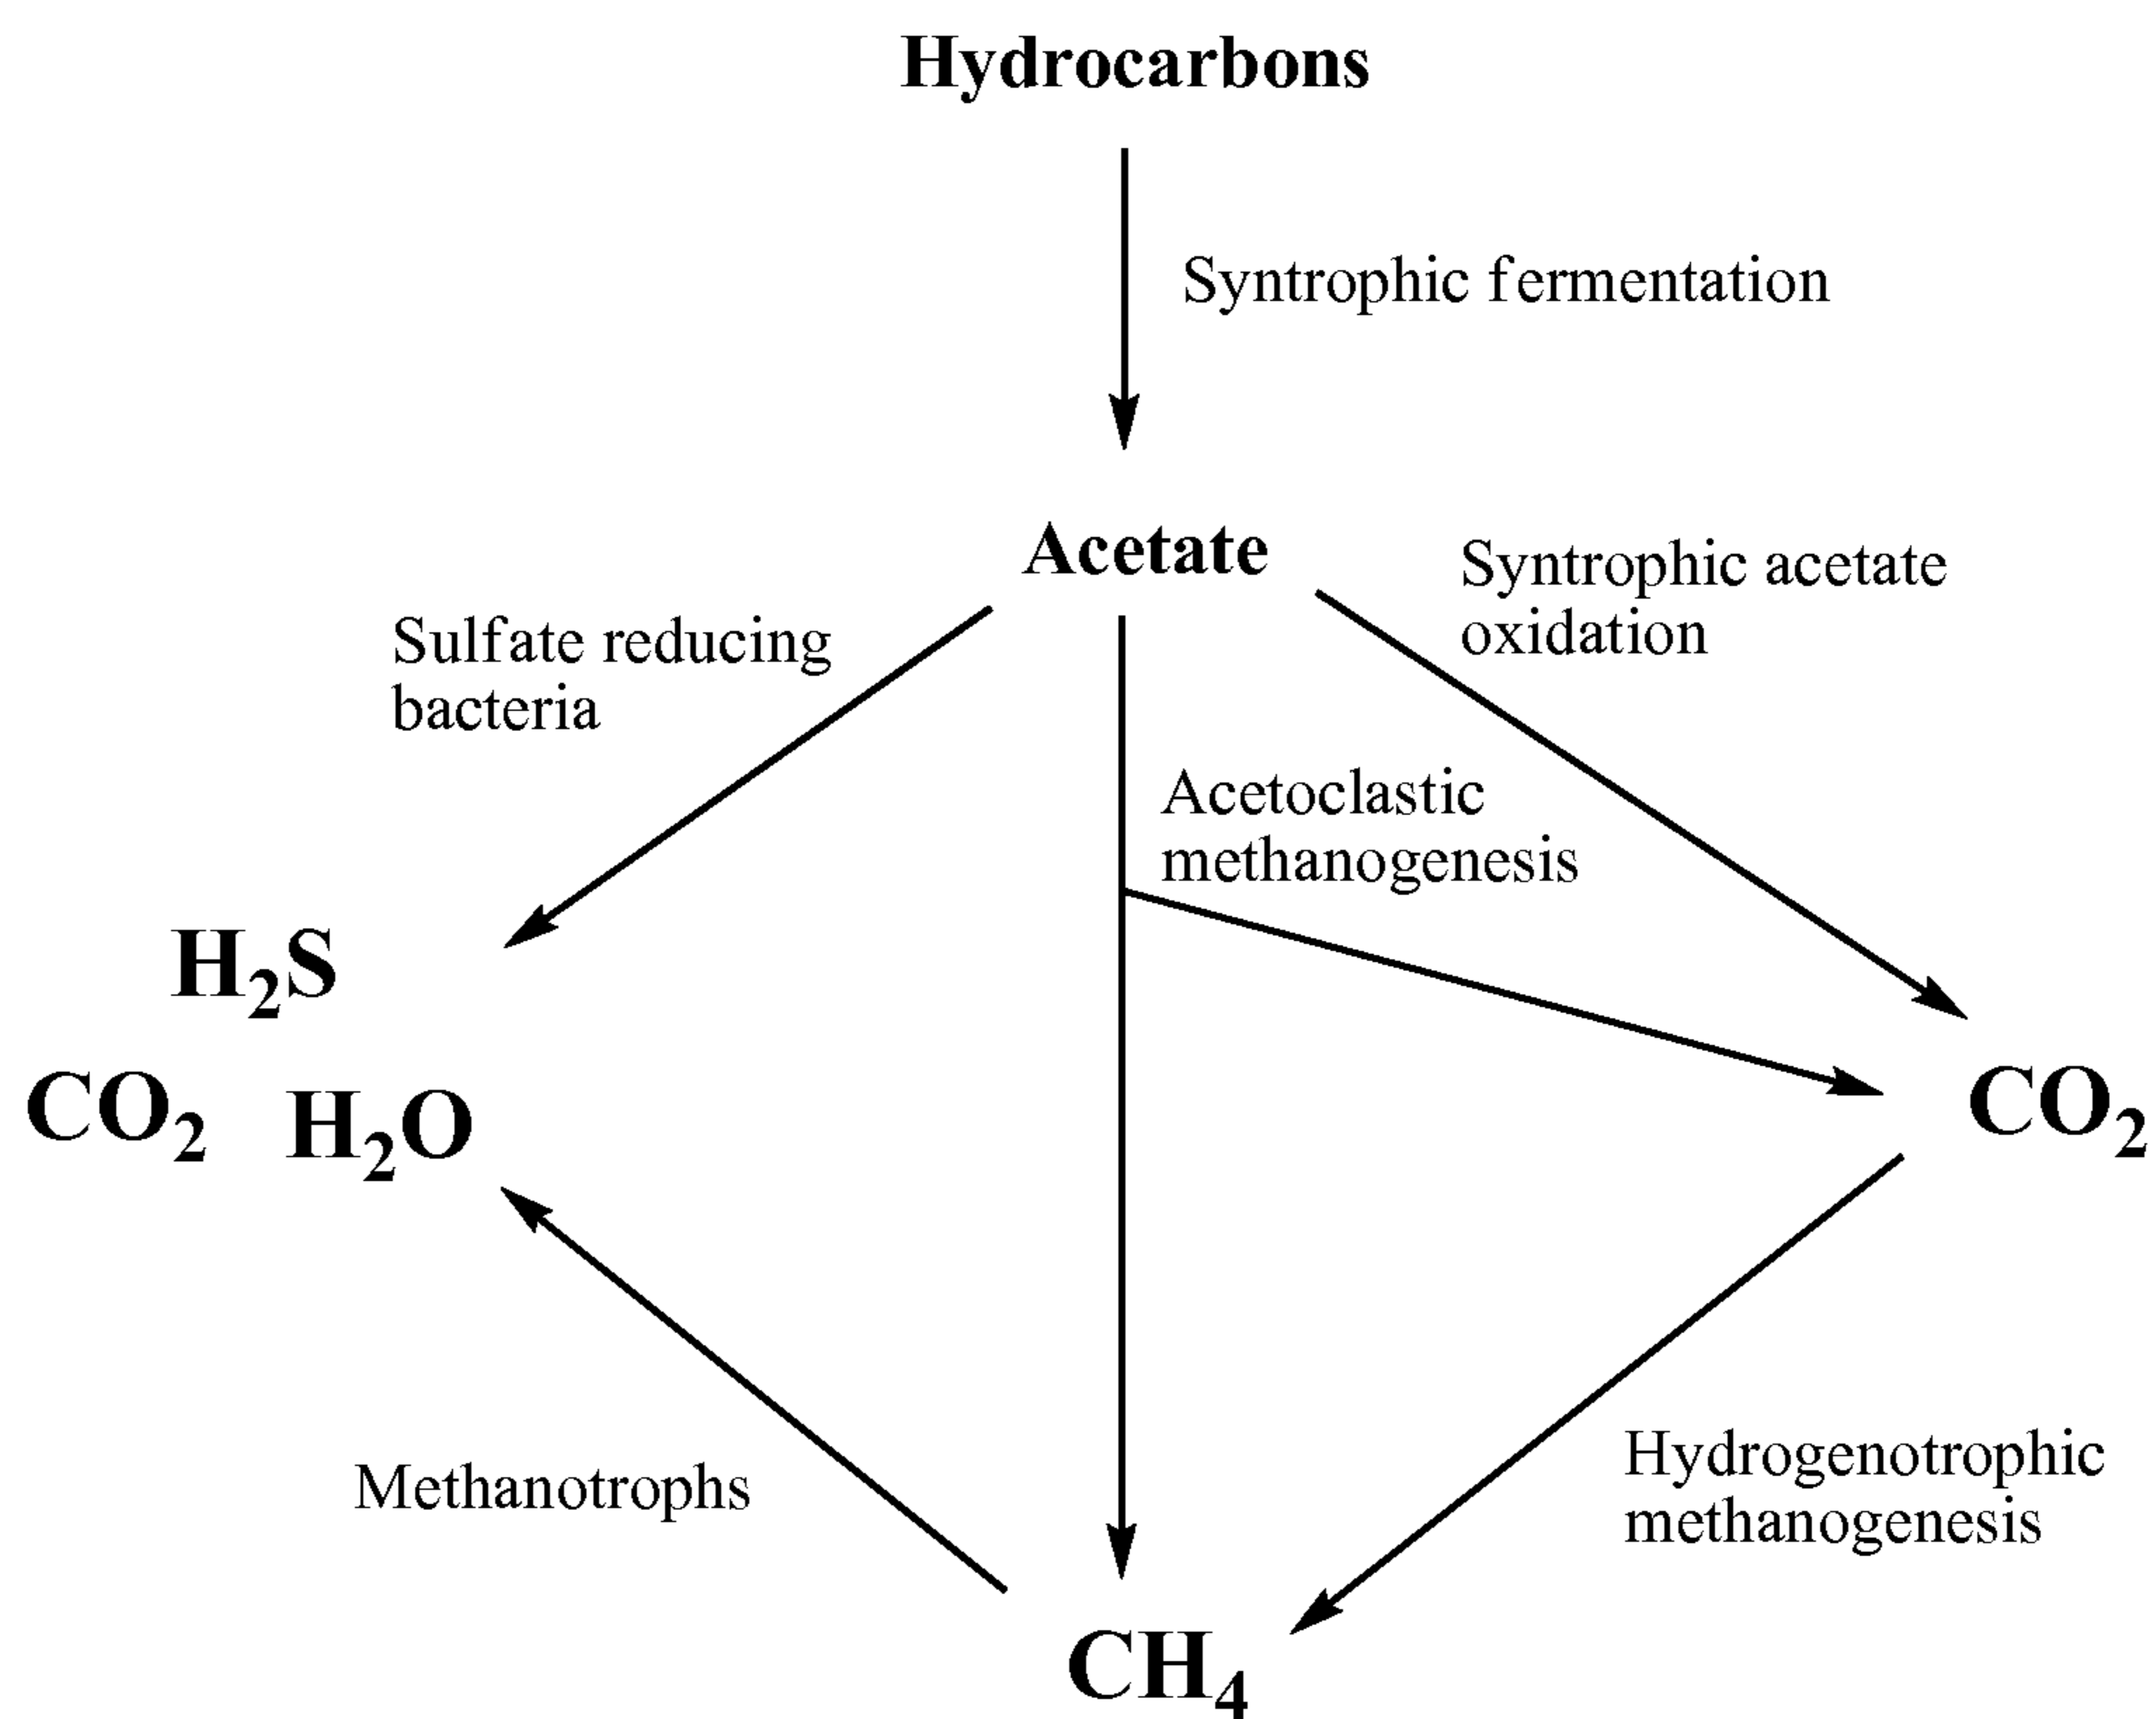 Hydrocarbons
Syntrophic fermentation
Acetate
Syntrophic acetate
oxidation
Sulfate reducing
bacteria
Acetoclastic
methanogenesis
H₂S
CO₂ H₂O
CO₂
Methanotrophs
Hydrogenotrophic
methanogenesis
CH₄